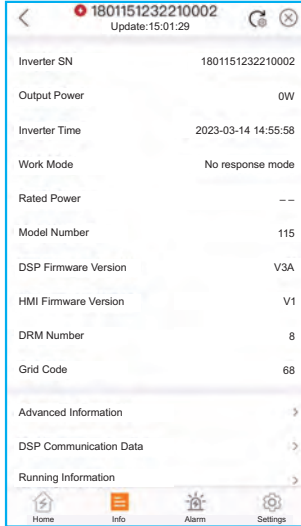 1801151232210002
Update:15:01:29
Inverter SN 1801151232210002
Output Power 0W
Inverter Time 2023-03-14 14:55:58
Work Mode No response mode
Rated Power – –
Model Number 115
DSP Firmware Version V3A
HMI Firmware Version V1
DRM Number 8
Grid Code 68
Advanced Information
DSP Communication Data
Running Information
Home Info Alarm Settings